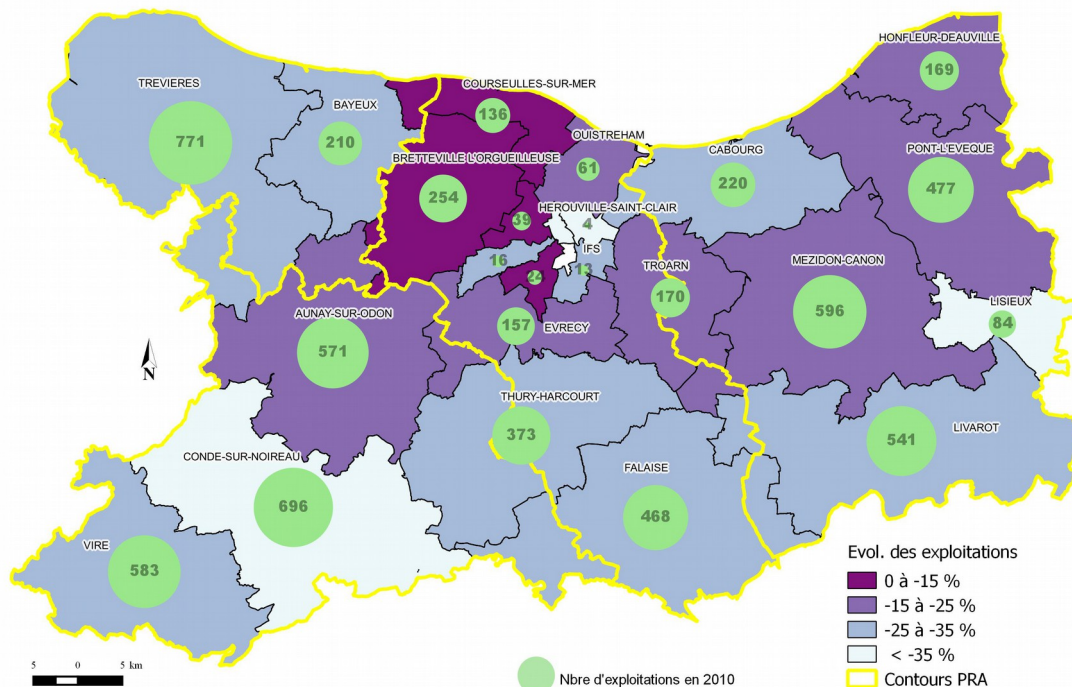 HONFLEUR-DEAUVILLE
169
TREVIERES
771
COURSEULLES-SUR-MER
136
BAYEUX
210
OUISTREHAM
61
CABOURG
220
PONT-L'EVEQUE
477
BRETTEVILLE L'ORGUEILLEUSE
254
HEROUVILLE-SAINT-CLAIR
39
4
IFS
16
13
24
TROARN
170
MEZIDON-CANON
596
LISIEUX
84
AUNAY-SUR-ODON
571
157
EVRECY
N
THURY-HARCOURT
373
LIVAROT
541
CONDE-SUR-NOIREAU
696
FALAISE
468
VIRE
583
Evol. des exploitations
0 à -15 %
-15 à -25 %
-25 à -35 %
< -35 %
Contours PRA
5 0 5 km
Nbre d'exploitations en 2010